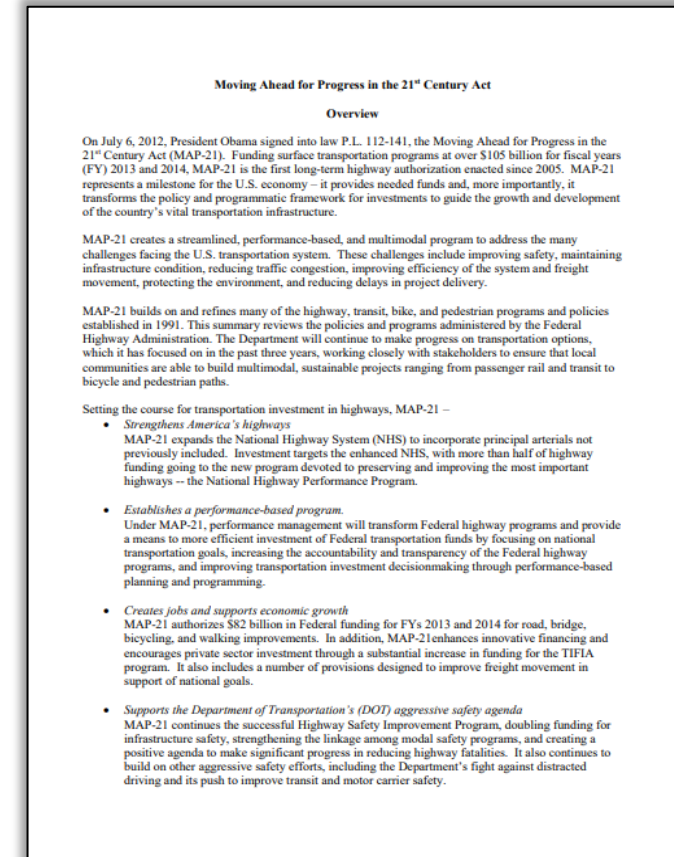 Moving Ahead for Progress in the 21st Century Act
Overview
On July 6, 2012, President Obama signed into law P.L. 112-141, the Moving Ahead for Progress in the
21st Century Act (MAP-21). Funding surface transportation programs at over $105 billion for fiscal years
(FY) 2013 and 2014, MAP-21 is the first long-term highway authorization enacted since 2005. MAP-21
represents a milestone for the U.S. economy – it provides needed funds and, more importantly, it
transforms the policy and programmatic framework for investments to guide the growth and development
of the country's vital transportation infrastructure.
MAP-21 creates a streamlined, performance-based, and multimodal program to address the many
challenges facing the U.S. transportation system. These challenges include improving safety, maintaining
infrastructure condition, reducing traffic congestion, improving efficiency of the system and freight
movement, protecting the environment, and reducing delays in project delivery.
MAP-21 builds on and refines many of the highway, transit, bike, and pedestrian programs and policies
established in 1991. This summary reviews the policies and programs administered by the Federal
Highway Administration. The Department will continue to make progress on transportation options,
which it has focused on in the past three years, working closely with stakeholders to ensure that local
communities are able to build multimodal, sustainable projects ranging from passenger rail and transit to
bicycle and pedestrian paths.
Setting the course for transportation investment in highways, MAP-21 –
• Strengthens America's highways
MAP-21 expands the National Highway System (NHS) to incorporate principal arterials not
previously included. Investment targets the enhanced NHS, with more than half of highway
funding going to the new program devoted to preserving and improving the most important
highways -- the National Highway Performance Program.
• Establishes a performance-based program.
Under MAP-21, performance management will transform Federal highway programs and provide
a means to more efficient investment of Federal transportation funds by focusing on national
transportation goals, increasing the accountability and transparency of the Federal highway
programs, and improving transportation investment decisionmaking through performance-based
planning and programming.
• Creates jobs and supports economic growth
MAP-21 authorizes $82 billion in Federal funding for FYs 2013 and 2014 for road, bridge,
bicycling, and walking improvements. In addition, MAP-21enhances innovative financing and
encourages private sector investment through a substantial increase in funding for the TIFIA
program. It also includes a number of provisions designed to improve freight movement in
support of national goals.
• Supports the Department of Transportation's (DOT) aggressive safety agenda
MAP-21 continues the successful Highway Safety Improvement Program, doubling funding for
infrastructure safety, strengthening the linkage among modal safety programs, and creating a
positive agenda to make significant progress in reducing highway fatalities. It also continues to
build on other aggressive safety efforts, including the Department's fight against distracted
driving and its push to improve transit and motor carrier safety.